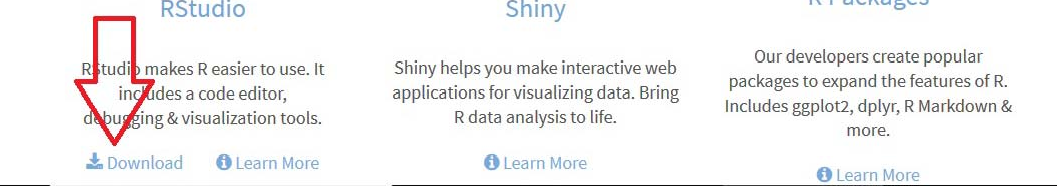 RStudio
RStudio makes R easier to use. It
includes a code editor,
debugging & visualization tools.
Download Learn More
Shiny
Shiny helps you make interactive web
applications for visualizing data. Bring
R data analysis to life.
Learn More
R Packages
Our developers create popular
packages to expand the features of R.
Includes ggplot2, dplyr, R Markdown &
more.
Learn More